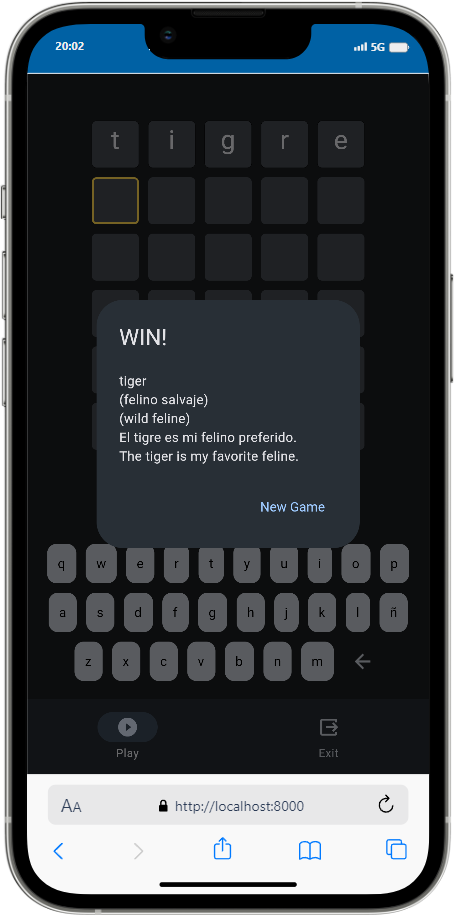 20:02
5G
t i g r e
WIN!
tiger
(felino salvaje)
(wild feline)
El tigre es mi felino preferido.
The tiger is my favorite feline.
New Game
q w e r t y u i o p
a s d f g h j k l ñ
z x c v b n m ←
Play Exit
AA http://localhost:8000